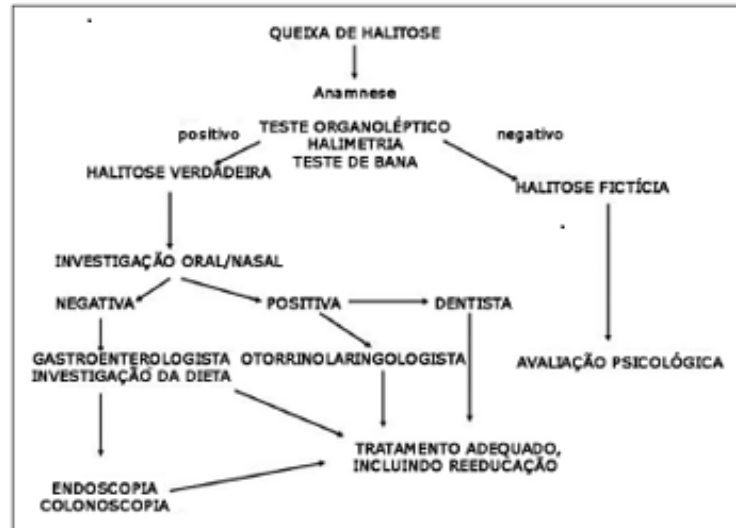 QUEIXA DE HALITOSE
Anamnese
positivo
TESTE ORGANOLÉPTICO
HALIMETRIA
TESTE DE BANA
negativo
HALITOSE VERDADEIRA
HALITOSE FICTÍCIA
INVESTIGAÇÃO ORAL/NASAL
NEGATIVA
POSITIVA
DENTISTA
GASTROENTEROLOGISTA
INVESTIGAÇÃO DA DIETA
OTORRINOLARINGOLOGISTA
AVALIAÇÃO PSICOLÓGICA
TRATAMENTO ADEQUADO,
INCLUINDO REEDUCAÇÃO
ENDOSCOPIA
COLONOSCOPIA